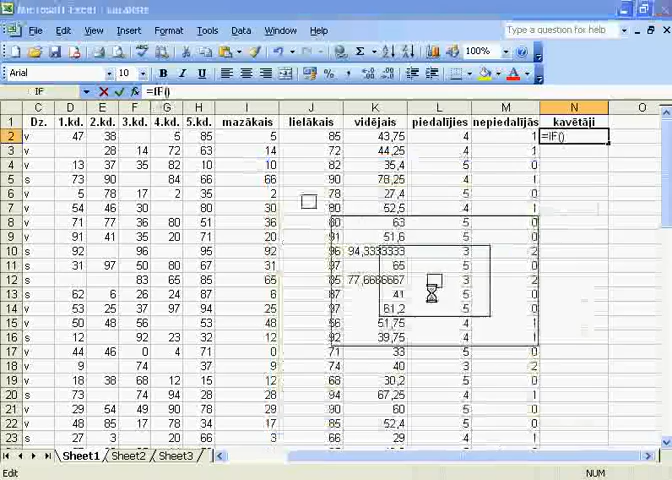 Microsoft Excel
File Edit View Insert Format Tools Data Window Help Type a question for help
100%
Arial 10 B I U
IF =IF()
C D E F G H I J K L M N O
1 Dz. 1.kd. 2.kd. 3.kd. 4.kd. 5.kd. mazākais lielākais vidējais piedalījies nepiedalījās kavētāji
2 v 47 38 5 85 5 85 43,75 4 1 =IF()
3 v 28 14 72 63 14 72 44,25 4 1
4 v 13 37 35 82 10 10 82 35,4 5 0
5 s 73 90 84 66 66 90 78,25 4 1
6 v 5 78 17 2 35 2 78 27,4 5 0
7 v 54 46 30 80 30 80 52,5 4 1
8 v 71 77 36 80 51 36 80 63 5 0
9 v 91 41 35 71 20 20 91 51,6 5 0
10 s 92 96 95 92 96 94,3333333 3 2
11 s 31 97 50 80 67 31 97 65 5 0
12 s 83 65 85 65 85 77,6666667 3 2
13 v 62 6 26 24 87 6 87 41 5 0
14 v 53 25 37 97 94 25 97 61,2 5 0
15 v 50 48 56 53 48 56 51,75 4 1
16 s 12 92 23 32 12 92 39,75 4 1
17 v 44 46 0 4 71 0 71 33 5 0
18 v 9 74 37 9 74 40 3 2
19 v 18 38 68 12 15 12 68 30,2 5 0
20 s 73 74 94 28 28 94 67,25 4 1
21 v 29 54 49 90 78 29 90 60 5 0
22 v 48 85 17 78 34 17 85 52,4 5 0
23 s 27 3 20 66 3 66 29 4 1
Sheet1 Sheet2 Sheet3
Edit NUM